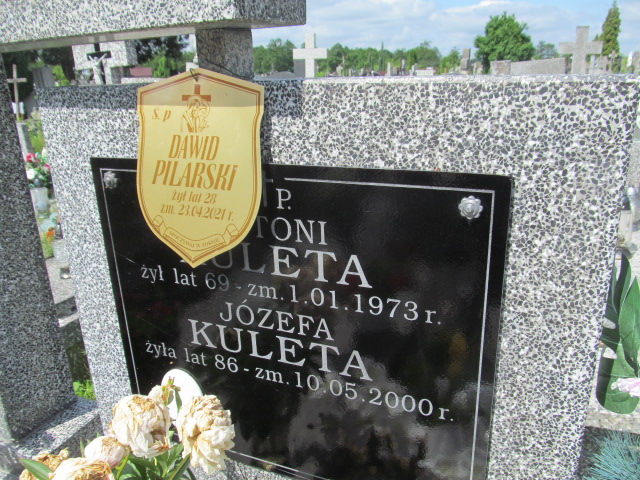 Ś.p
DAWID
PILARSKI
żył lat 28
zm. 23.04.2021 r.
P.
TONI
ULETA
żył lat 69 - zm. 1.01.1973 r.
JÓZEFA
KULETA
żyła lat 86 - zm. 10.05.2000 r.